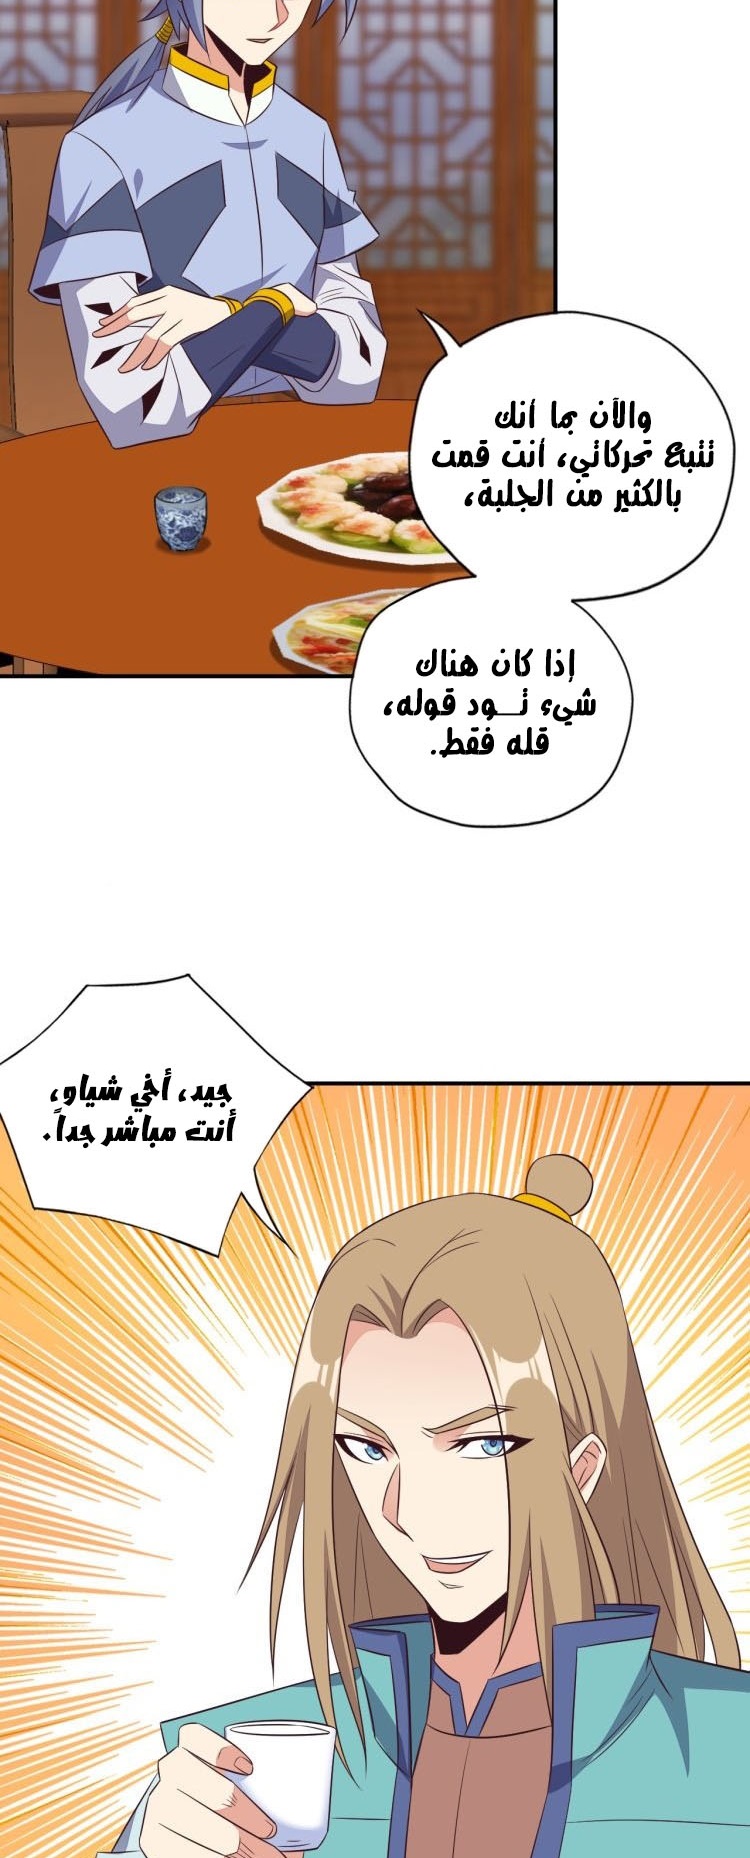 والآن بما أنك
تتبع تحركاتي، أنت قمت
بالكثير من الجلبة،
إذا كان هناك
شيء تــود قوله،
قله فقط.
جيد، أخي شياو،
أنت مباشر جداً.